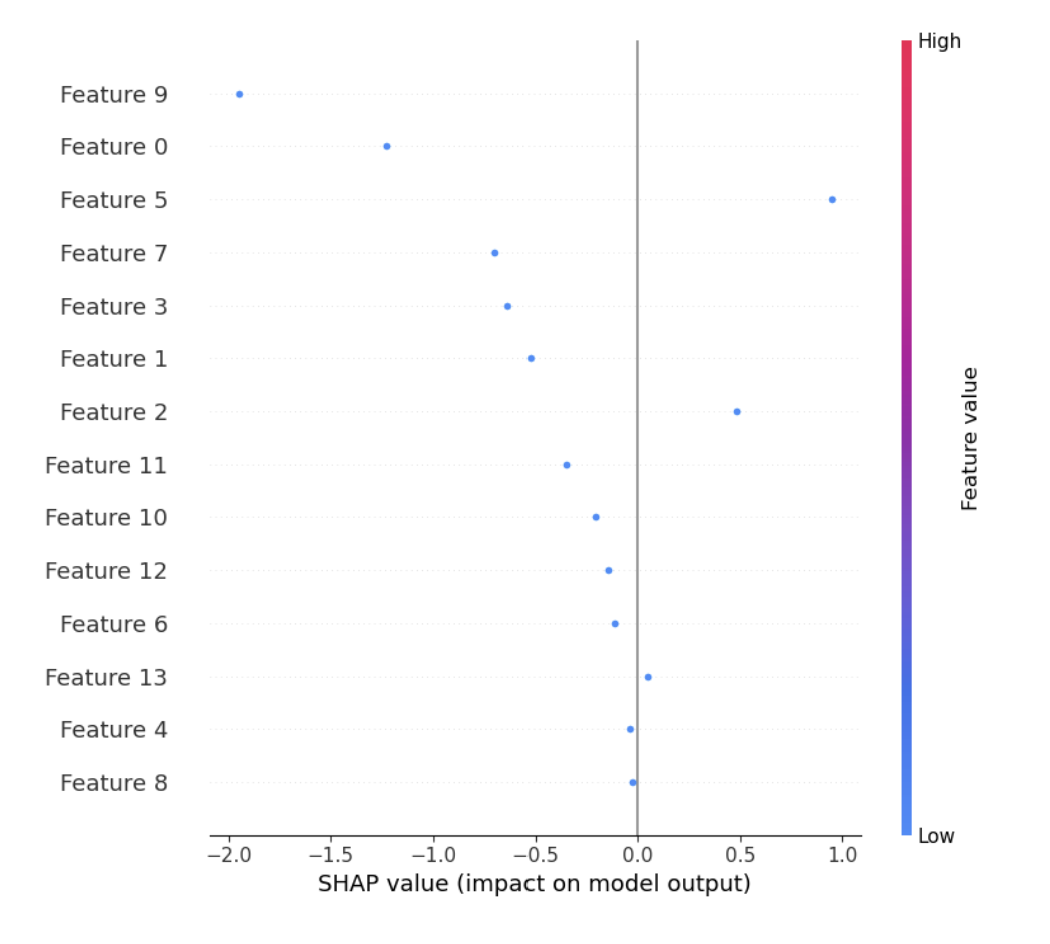 High
Feature 9
Feature 0
Feature 5
Feature 7
Feature 3
Feature 1
Feature 2
Feature 11
Feature 10
Feature 12
Feature 6
Feature 13
Feature 4
Feature 8
Feature value
Low
−2.0 −1.5 −1.0 −0.5 0.0 0.5 1.0
SHAP value (impact on model output)